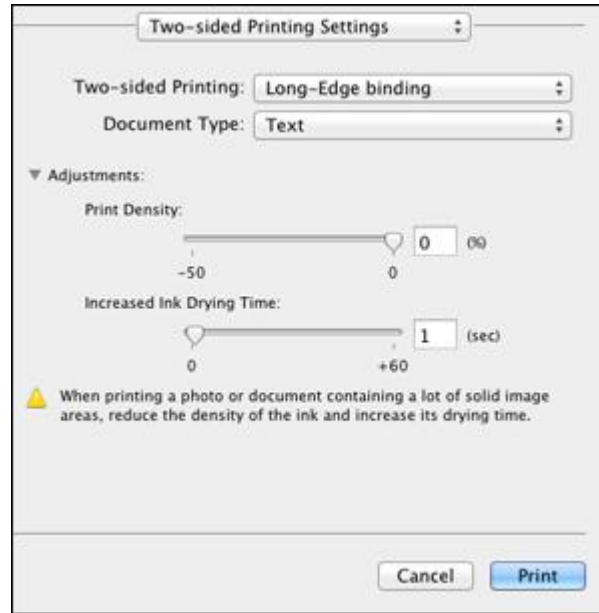 Two-sided Printing Settings
Two-sided Printing: Long-Edge binding
Document Type: Text
Adjustments:
Print Density:
0 (%)
-50 0
Increased Ink Drying Time:
1 (sec)
0 +60
When printing a photo or document containing a lot of solid image
areas, reduce the density of the ink and increase its drying time.
Cancel Print